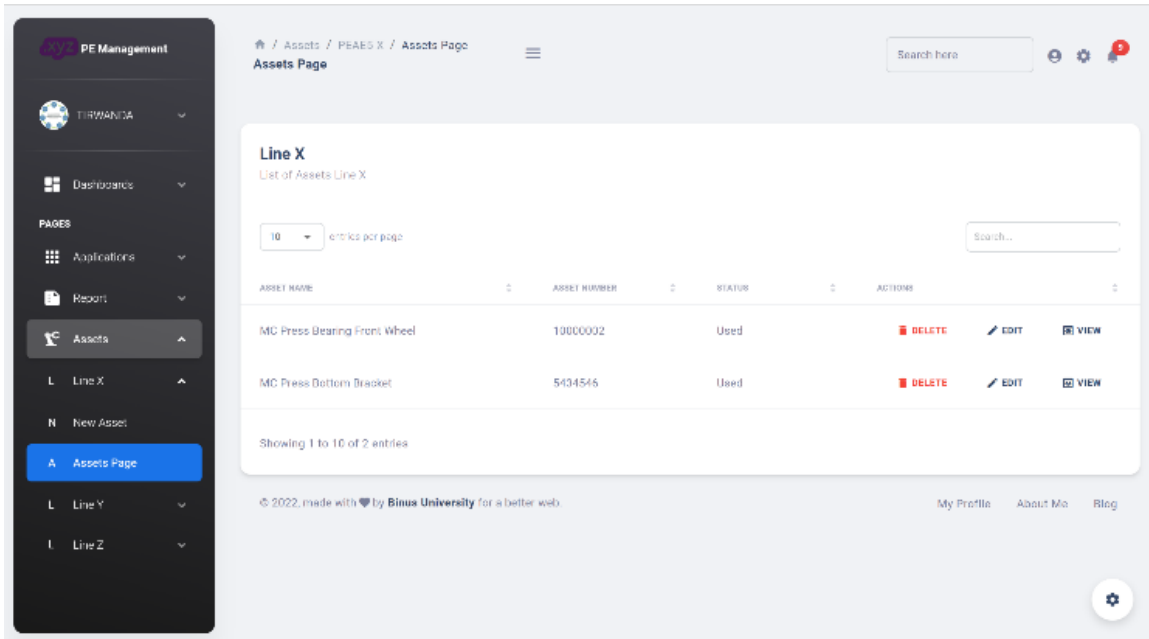 .xyz PE Management
TIRWANDA
Dashboards
PAGES
Applications
Report
Assets
L Line X
N New Asset
A Assets Page
L Line Y
L Line Z
/ Assets / PEAE5 X / Assets Page
Assets Page
Search here
9
Line X
List of Assets Line X
10 entries per page
Search...
ASSET NAME ASSET NUMBER STATUS ACTIONS
MC Press Bearing Front Wheel 10000002 Used DELETE EDIT VIEW
MC Press Bottom Bracket 5434546 Used DELETE EDIT VIEW
Showing 1 to 10 of 2 entries
© 2022, made with ♥ by Binus University for a better web.
My Profile About Me Blog